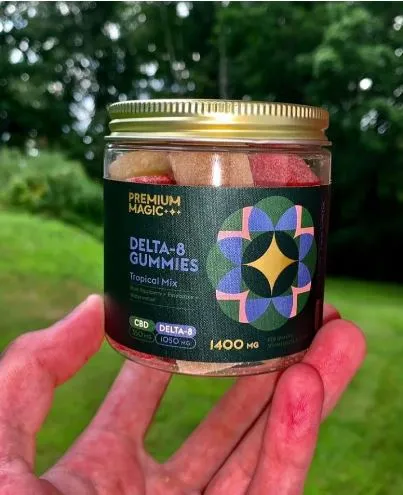 PREMIUM
MAGIC
DELTA-8
GUMMIES
Tropical Mix
CBD
DELTA-8
1050 MG
1400 MG